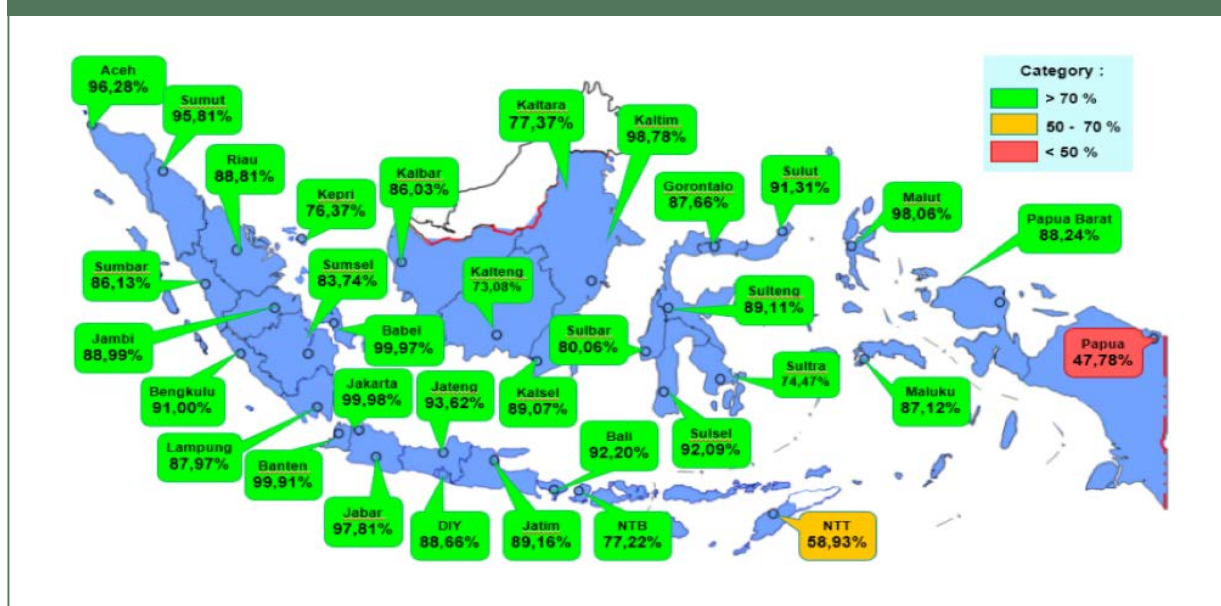 Aceh
96,28%
Sumut
95,81%
Riau
88,81%
Kepri
76,37%
Kalbar
86,03%
Kaltara
77,37%
Kaltim
98,78%
Category :
> 70 %
50 - 70 %
< 50 %
Gorontalo
87,66%
Sulut
91,31%
Malut
98,06%
Papua Barat
88,24%
Sumbar
86,13%
Sumsel
83,74%
Kalteng
73,08%
Sulteng
89,11%
Jambi
88,99%
Babel
99,97%
Sulbar
80,06%
Sultra
74,47%
Papua
47,78%
Bengkulu
91,00%
Jakarta
99,98%
Jateng
93,62%
Kalsel
89,07%
Maluku
87,12%
Lampung
87,97%
Banten
99,91%
Bali
92,20%
Sulsel
92,09%
Jabar
97,81%
DIY
88,66%
Jatim
89,16%
NTB
77,22%
NTT
58,93%